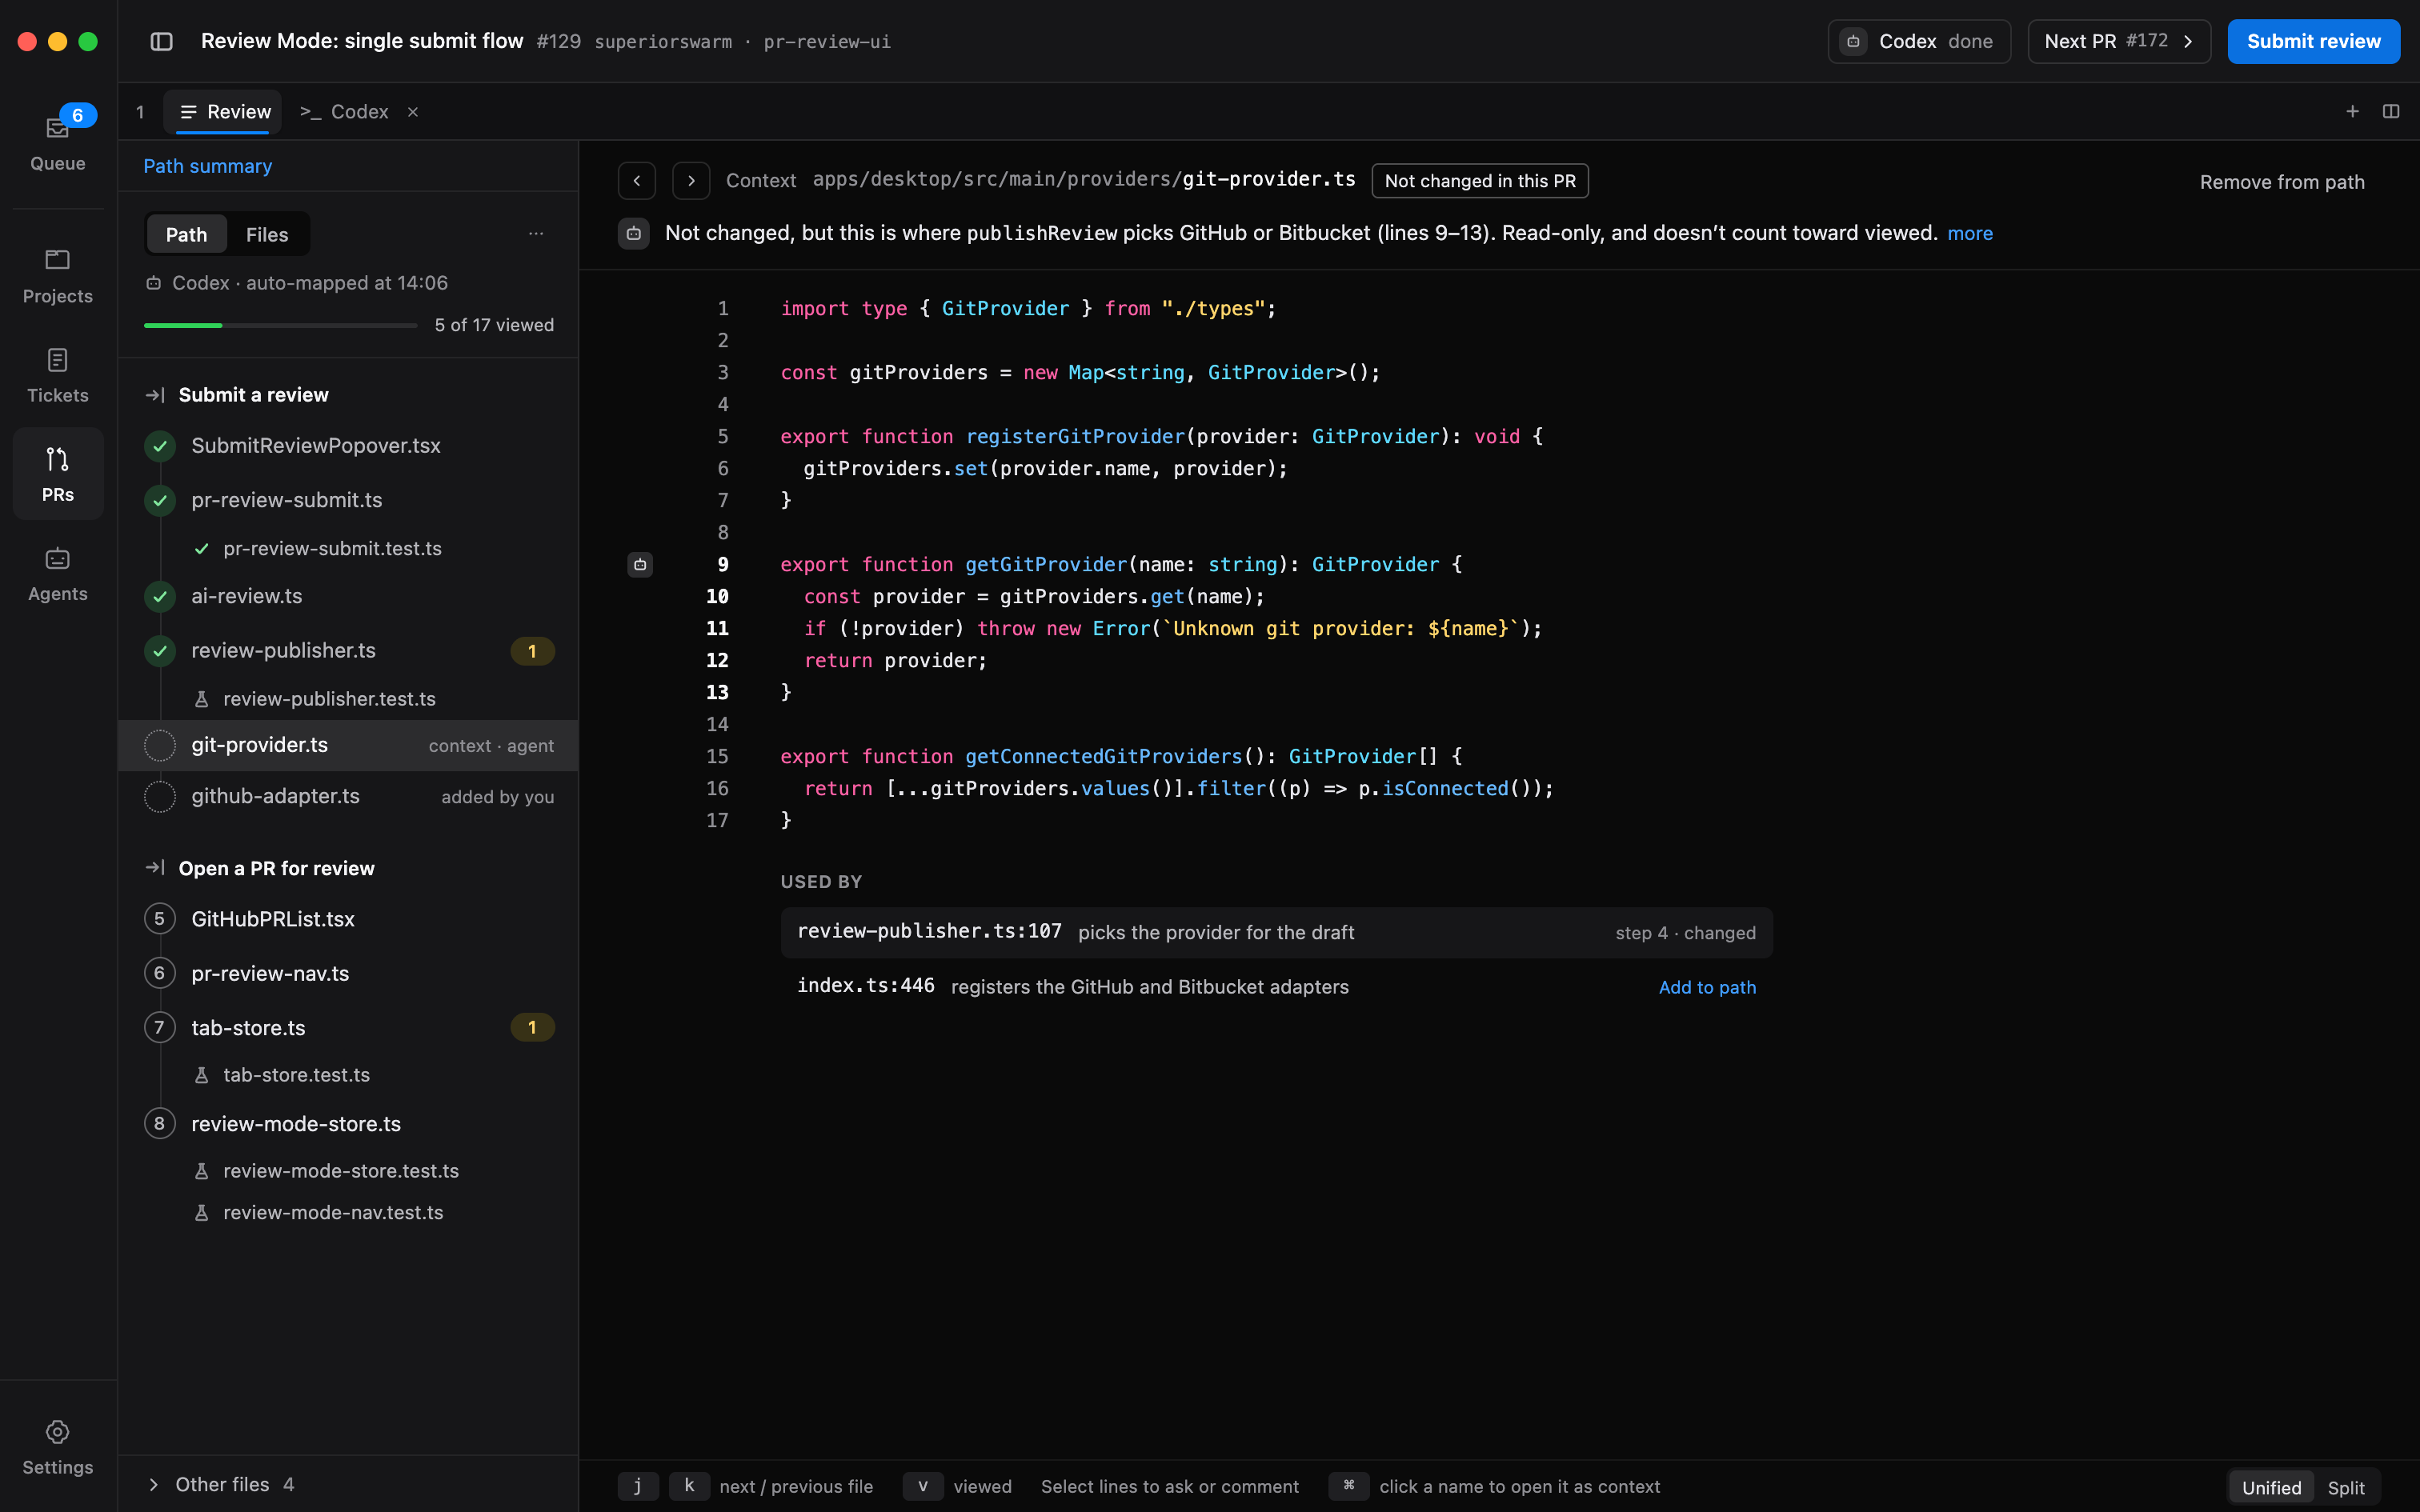 Review Mode: single submit flow #129 superiorswarm · pr-review-ui
Codex done
Next PR #172
Submit review
6
Queue
Projects
Tickets
PRs
Agents
Settings
1
Review
>_ Codex ×
Path summary
Path
Files
···
Codex · auto-mapped at 14:06
5 of 17 viewed
Submit a review
SubmitReviewPopover.tsx
pr-review-submit.ts
pr-review-submit.test.ts
ai-review.ts
review-publisher.ts 1
review-publisher.test.ts
git-provider.ts context · agent
github-adapter.ts added by you
Open a PR for review
5 GitHubPRList.tsx
6 pr-review-nav.ts
7 tab-store.ts 1
tab-store.test.ts
8 review-mode-store.ts
review-mode-store.test.ts
review-mode-nav.test.ts
Other files 4
Context apps/desktop/src/main/providers/git-provider.ts Not changed in this PR
Remove from path
Not changed, but this is where publishReview picks GitHub or Bitbucket (lines 9–13). Read-only, and doesn’t count toward viewed. more
1 import type { GitProvider } from "./types";
2
3 const gitProviders = new Map<string, GitProvider>();
4
5 export function registerGitProvider(provider: GitProvider): void {
6 gitProviders.set(provider.name, provider);
7 }
8
9 export function getGitProvider(name: string): GitProvider {
10 const provider = gitProviders.get(name);
11 if (!provider) throw new Error(`Unknown git provider: ${name}`);
12 return provider;
13 }
14
15 export function getConnectedGitProviders(): GitProvider[] {
16 return [...gitProviders.values()].filter((p) => p.isConnected());
17 }
USED BY
review-publisher.ts:107 picks the provider for the draft step 4 · changed
index.ts:446 registers the GitHub and Bitbucket adapters Add to path
j k next / previous file v viewed Select lines to ask or comment ⌘ click a name to open it as context
Unified Split